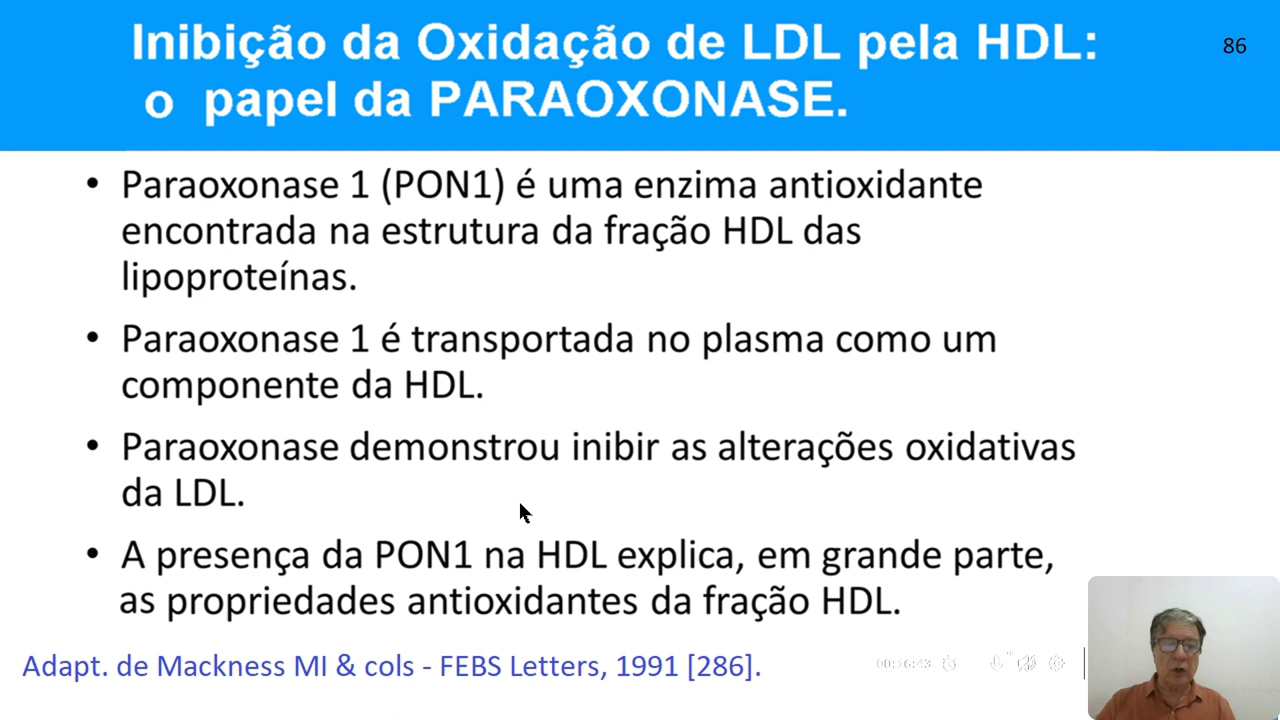 Inibição da Oxidação de LDL pela HDL:
o papel da PARAOXONASE.
86
• Paraoxonase 1 (PON1) é uma enzima antioxidante
encontrada na estrutura da fração HDL das
lipoproteínas.
• Paraoxonase 1 é transportada no plasma como um
componente da HDL.
• Paraoxonase demonstrou inibir as alterações oxidativas
da LDL.
• A presença da PON1 na HDL explica, em grande parte,
as propriedades antioxidantes da fração HDL.
Adapt. de Mackness MI & cols - FEBS Letters, 1991 [286].
00:16:43